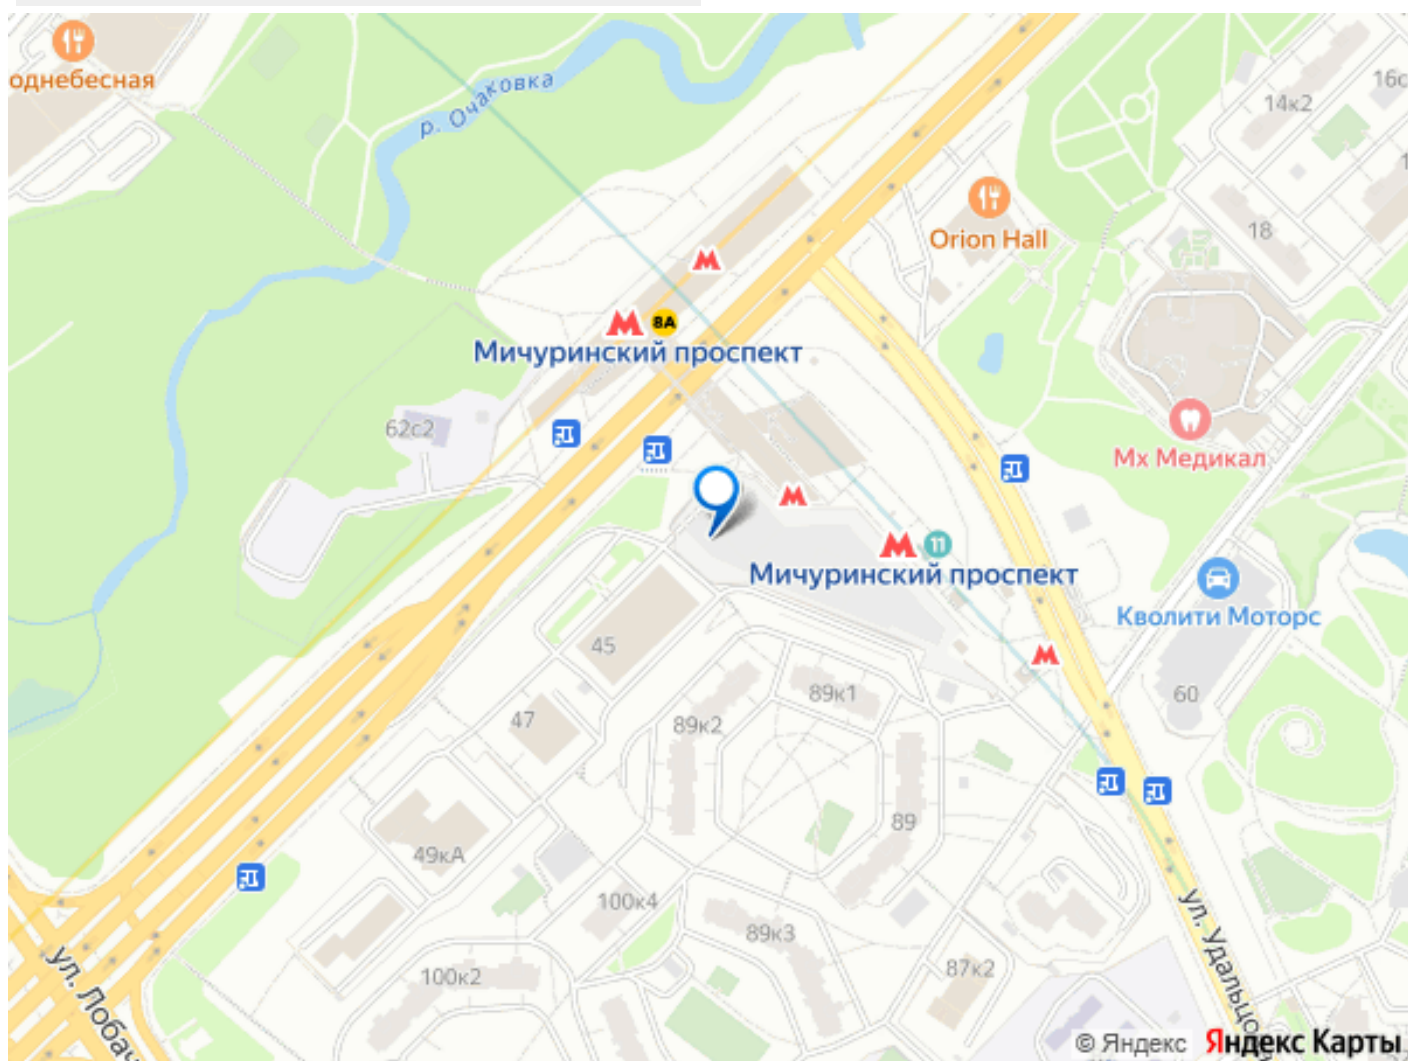 однебесная
р. Очаковка
14к2
16с
18
Orion Hall
8А
Мичуринский проспект
62с2
Мх Медикал
11
Мичуринский проспект
Кволити Моторс
45
60
89к1
47
89к2
89
49кА
100к4
89к3
100к2
87к2
ул. Удальцо
ул. Лобач
© Яндекс Яндекс Карты